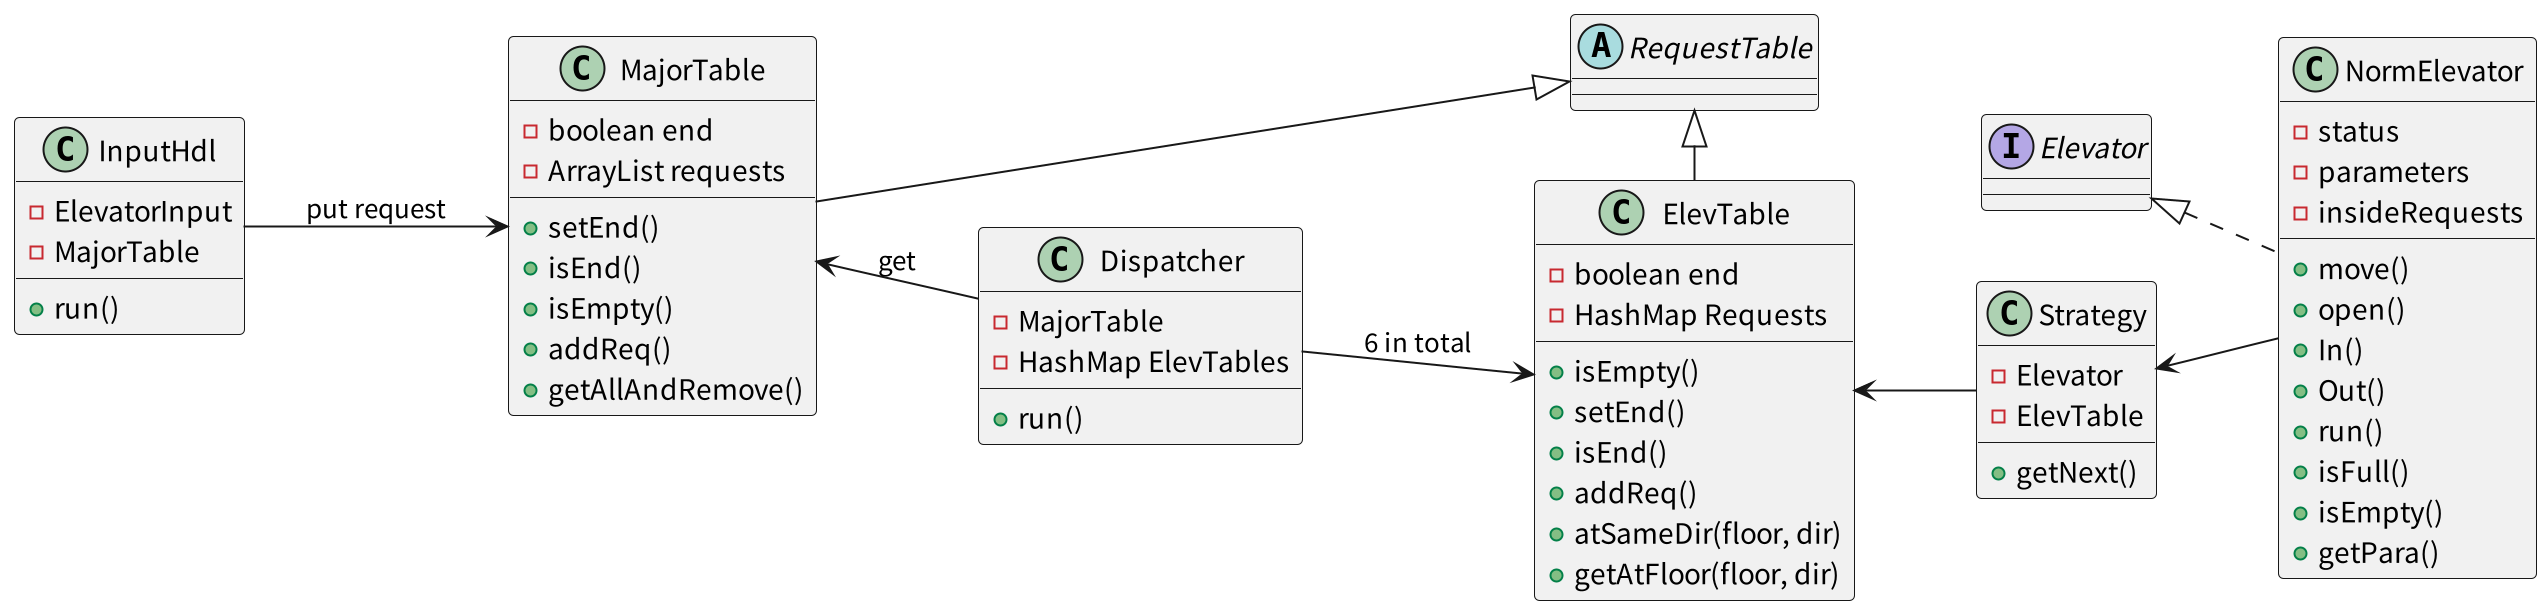 C InputHdl
ElevatorInput
MajorTable
run()
put request
C MajorTable
boolean end
ArrayList requests
setEnd()
isEnd()
isEmpty()
addReq()
getAllAndRemove()
get
C Dispatcher
MajorTable
HashMap ElevTables
run()
6 in total
A RequestTable
C ElevTable
boolean end
HashMap Requests
isEmpty()
setEnd()
isEnd()
addReq()
atSameDir(floor, dir)
getAtFloor(floor, dir)
I Elevator
C Strategy
Elevator
ElevTable
getNext()
C NormElevator
status
parameters
insideRequests
move()
open()
In()
Out()
run()
isFull()
isEmpty()
getPara()